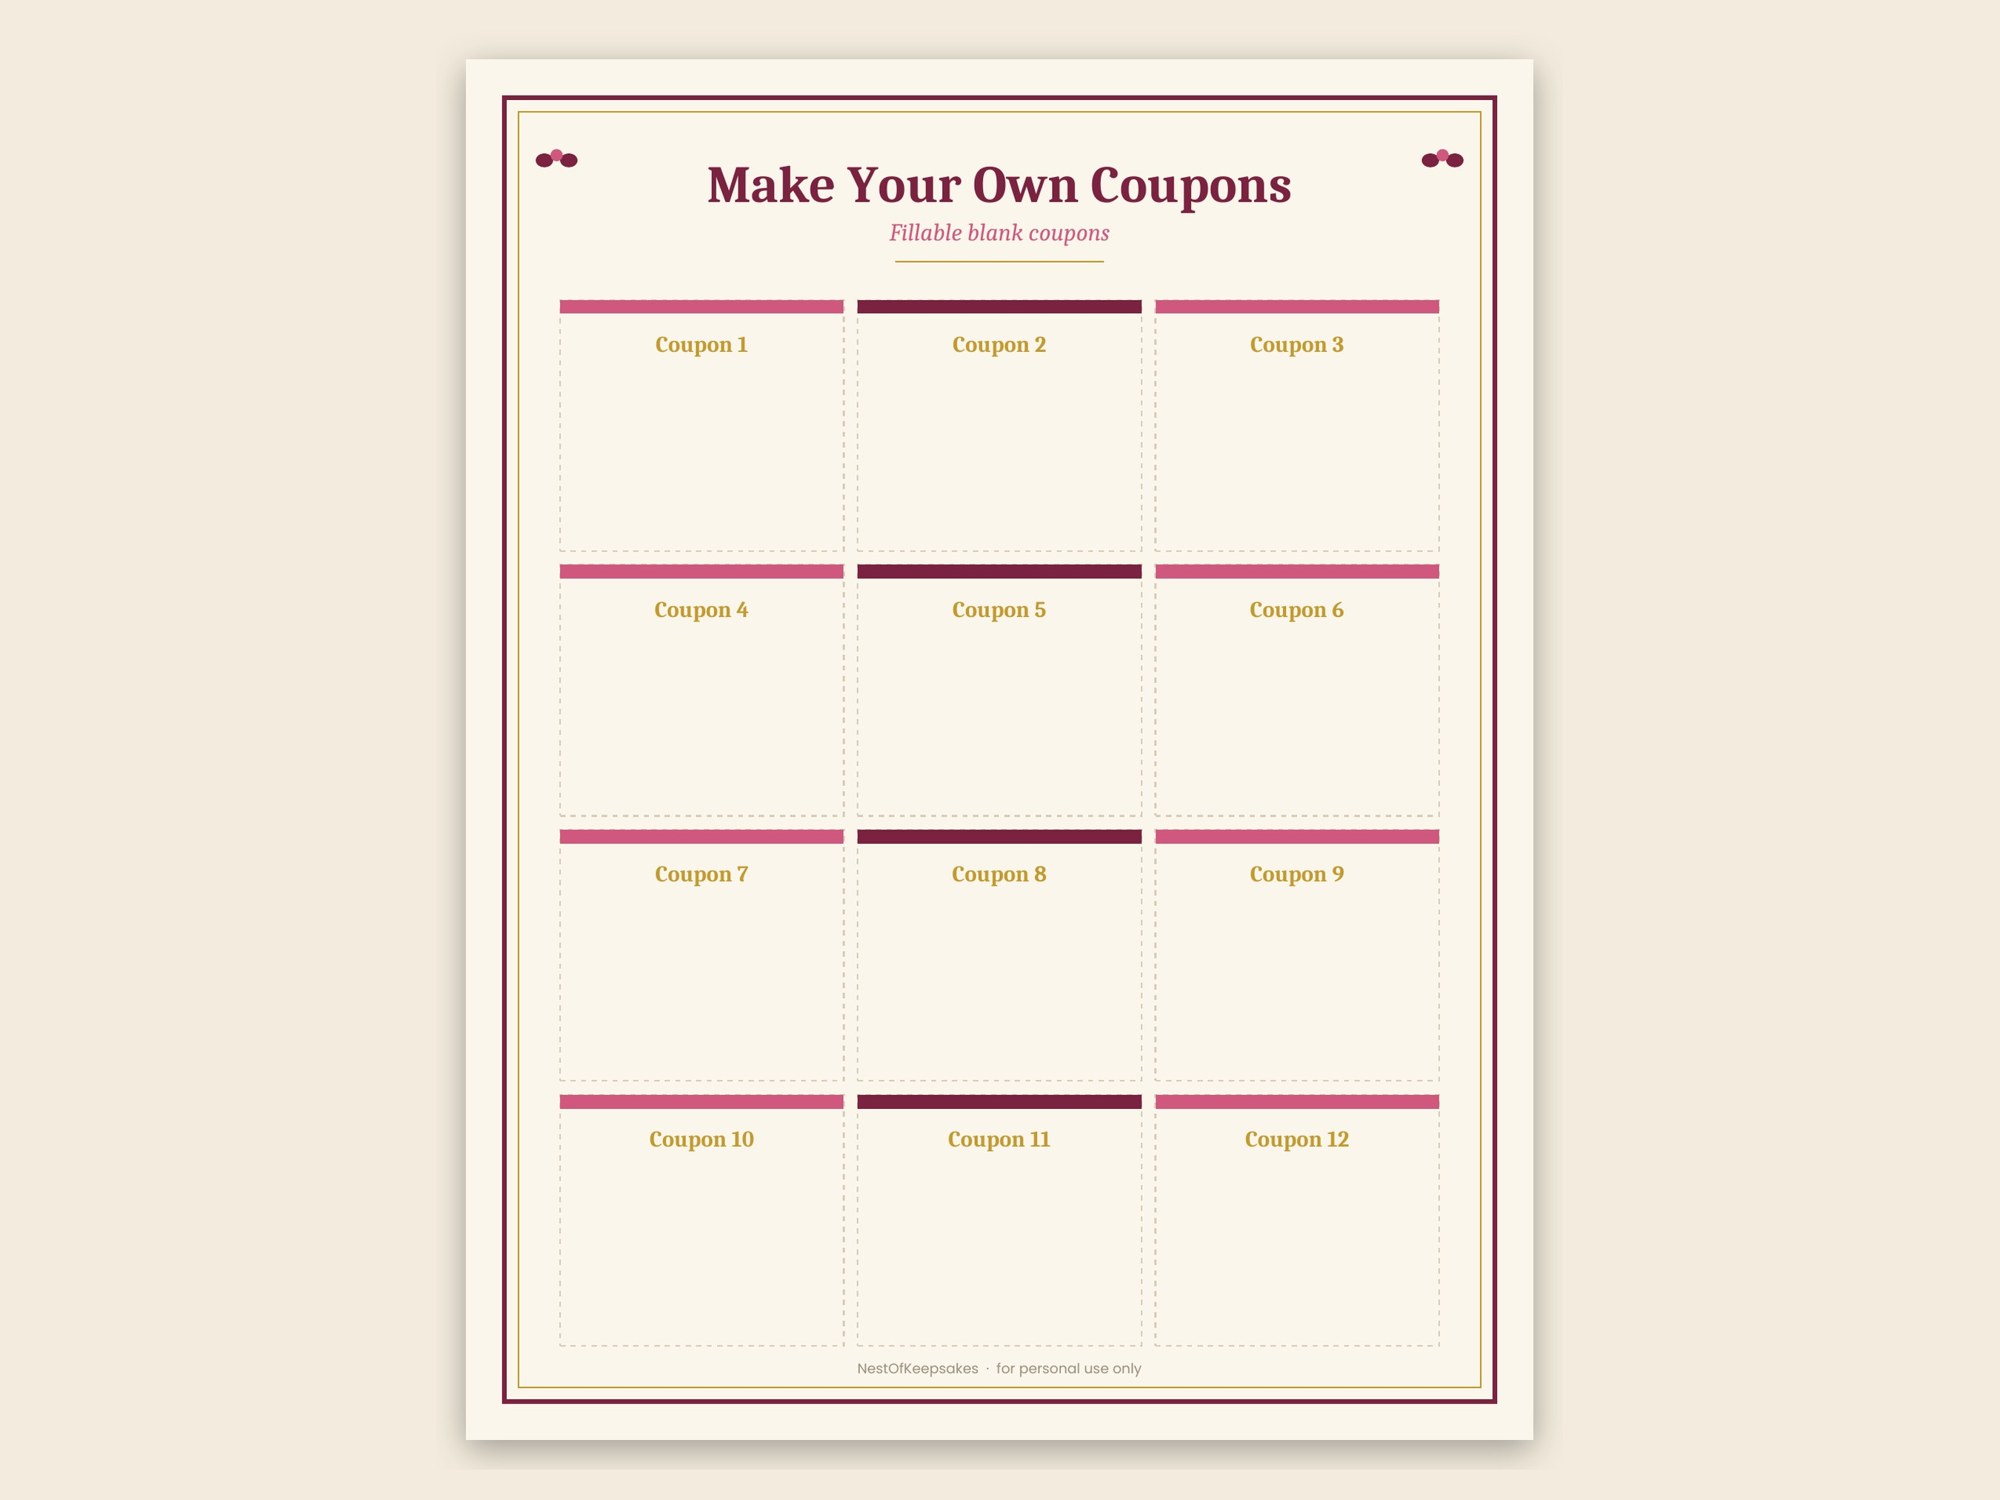 Make Your Own Coupons
Fillable blank coupons
Coupon 1
Coupon 2
Coupon 3
Coupon 4
Coupon 5
Coupon 6
Coupon 7
Coupon 8
Coupon 9
Coupon 10
Coupon 11
Coupon 12
NestOfKeepsakes · for personal use only